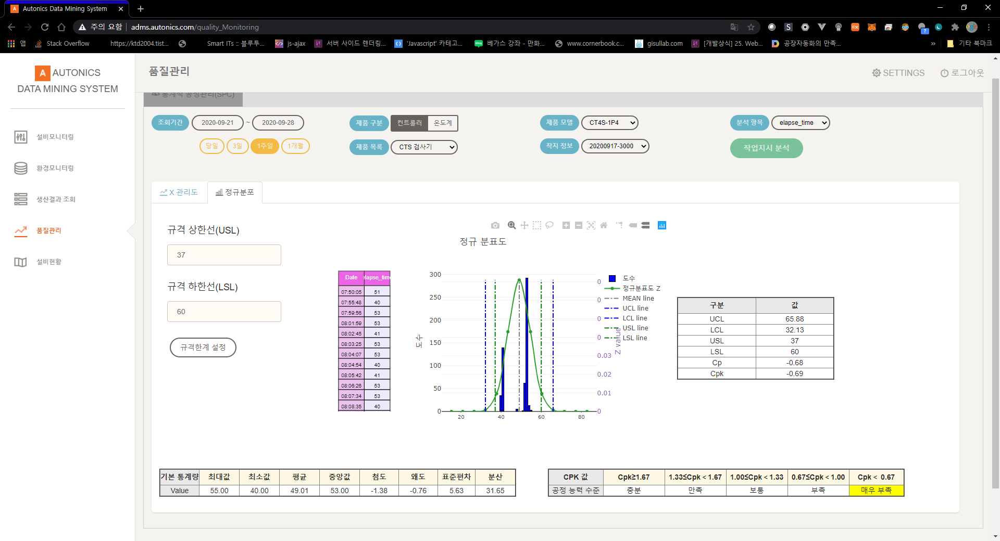 Autonics Data Mining System
주의 요함 adms.autonics.com/quality_Monitoring
앱 Stack Overflow https://ktd2004.tist... Smart ITs :: 블루투... js-ajax 서버 사이드 렌더링... 'Javascript' 카테고... 베가스 강좌 - 만화... www.cornerbook.c... gisullab.com [개발상식] 25. Web... 공장자동화의 만족... » 기타 북마크
A AUTONICS
DATA MINING SYSTEM
설비모니터링
환경모니터링
생산결과 조회
품질관리
설비현황
품질관리
SETTINGS 로그아웃
통계적 공정관리(SPC)
조회기간 2020-09-21 ~ 2020-09-28
당일 3일 1주일 1개월
제품 구분 컨트롤러 온도계
제품 목록 CTS 검사기
제품 모델 CT4S-1P4
작지 정보 20200917-3000
분석 항목 elapse_time
작업지시 분석
X 관리도 정규분포
규격 상한선(USL)
37
규격 하한선(LSL)
60
규격한계 설정
Date elapse_time
07:50:05 51
07:55:48 40
07:59:56 53
08:01:59 53
08:02:45 41
08:03:25 53
08:04:07 53
08:04:54 40
08:05:42 41
08:06:26 53
08:07:34 53
08:08:35 40
정규 분표도
도수
300
250
200
150
100
50
0
20 40 60 80
0
0
0
0
0.03
0.02
0.01
0
Z value
도수
정규분표도 Z
MEAN line
UCL line
LCL line
USL line
LSL line
구분 값
UCL 65.88
LCL 32.13
USL 37
LSL 60
Cp -0.68
Cpk -0.69
기본 통계량 최대값 최소값 평균 중앙값 첨도 왜도 표준편차 분산
Value 55.00 40.00 49.01 53.00 -1.38 -0.76 5.63 31.65
CPK 값 Cpk≥1.67 1.33≤Cpk < 1.67 1.00≤Cpk < 1.33 0.67≤Cpk < 1.00 Cpk < 0.67
공정 능력 수준 충분 만족 보통 부족 매우 부족